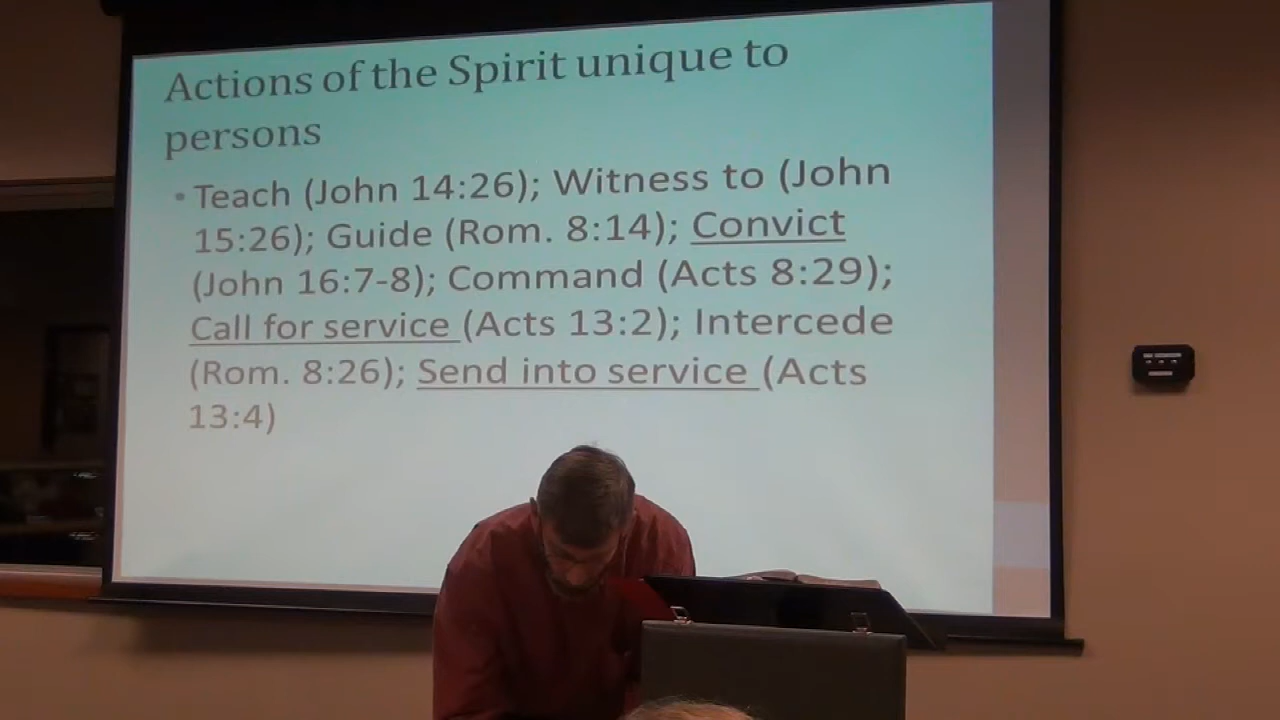 Actions of the Spirit unique to
persons
• Teach (John 14:26); Witness to (John
15:26); Guide (Rom. 8:14); Convict
(John 16:7-8); Command (Acts 8:29);
Call for service (Acts 13:2); Intercede
(Rom. 8:26); Send into service (Acts
13:4)